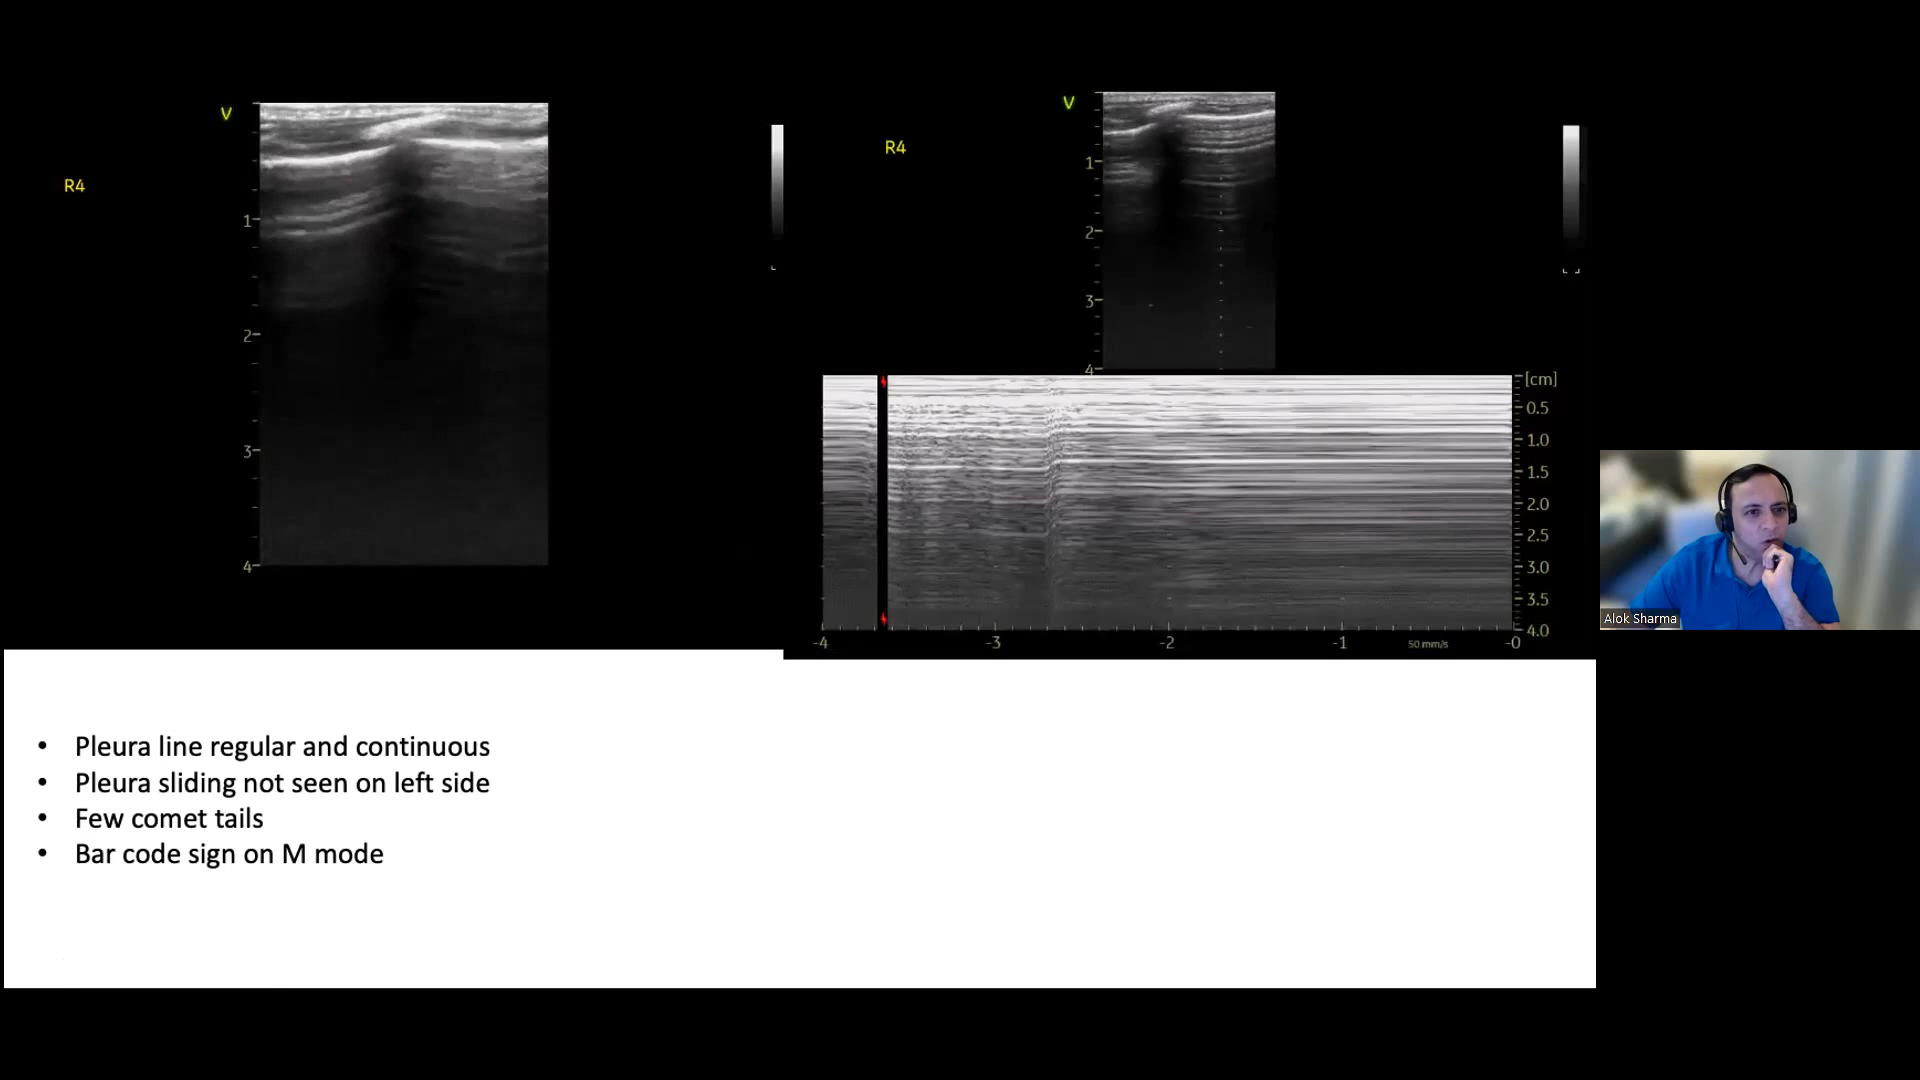 V
R4
1
2
3
4
V
R4
1
2
3
4
[cm]
0.5
1.0
1.5
2.0
2.5
3.0
3.5
4.0
-4
-3
-2
-1
50 mm/s
-0
Alok Sharma
• Pleura line regular and continuous
• Pleura sliding not seen on left side
• Few comet tails
• Bar code sign on M mode